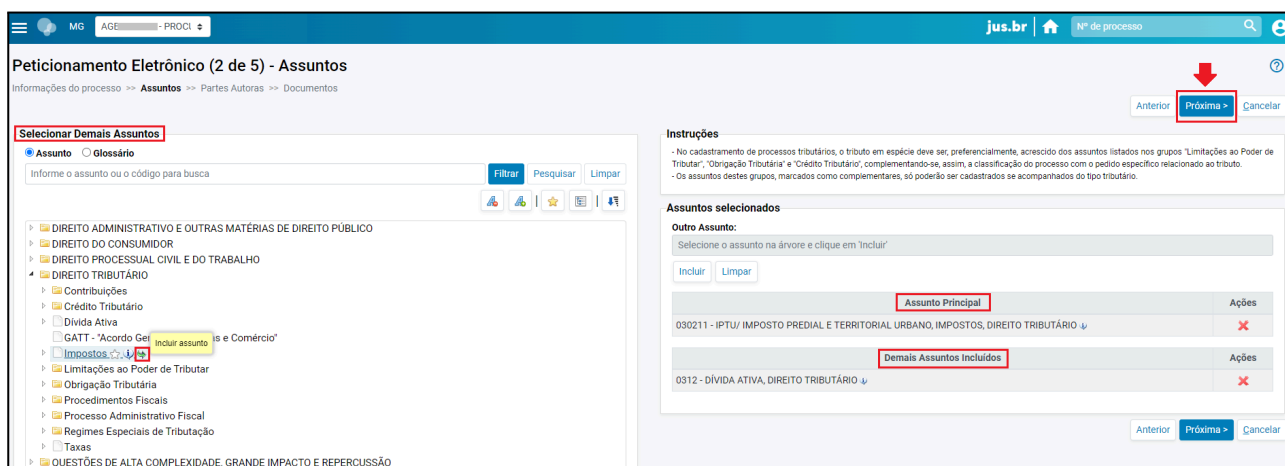 MG AGE - PROCU
jus.br Nº de processo
Peticionamento Eletrônico (2 de 5) - Assuntos
Informações do processo >> Assuntos >> Partes Autoras >> Documentos
Anterior Próxima > Cancelar
Selecionar Demais Assuntos
Assunto Glossário
Informe o assunto ou o código para busca
Filtrar Pesquisar Limpar
DIREITO ADMINISTRATIVO E OUTRAS MATÉRIAS DE DIREITO PÚBLICO
DIREITO DO CONSUMIDOR
DIREITO PROCESSUAL CIVIL E DO TRABALHO
DIREITO TRIBUTÁRIO
Contribuições
Crédito Tributário
Dívida Ativa
GATT - "Acordo Ge s e Comércio"
Incluir assunto
Impostos
Limitações ao Poder de Tributar
Obrigação Tributária
Procedimentos Fiscais
Processo Administrativo Fiscal
Regimes Especiais de Tributação
Taxas
QUESTÕES DE ALTA COMPLEXIDADE, GRANDE IMPACTO E REPERCUSSÃO
Instruções
- No cadastramento de processos tributários, o tributo em espécie deve ser, preferencialmente, acrescido dos assuntos listados nos grupos "Limitações ao Poder de
Tributar", "Obrigação Tributária" e "Crédito Tributário", complementando-se, assim, a classificação do processo com o pedido específico relacionado ao tributo.
- Os assuntos destes grupos, marcados como complementares, só poderão ser cadastrados se acompanhados do tipo tributário.
Assuntos selecionados
Outro Assunto:
Selecione o assunto na árvore e clique em 'Incluir'
Incluir Limpar
Assunto Principal Ações
030211 - IPTU/ IMPOSTO PREDIAL E TERRITORIAL URBANO, IMPOSTOS, DIREITO TRIBUTÁRIO
Demais Assuntos Incluídos Ações
0312 - DÍVIDA ATIVA, DIREITO TRIBUTÁRIO
Anterior Próxima > Cancelar